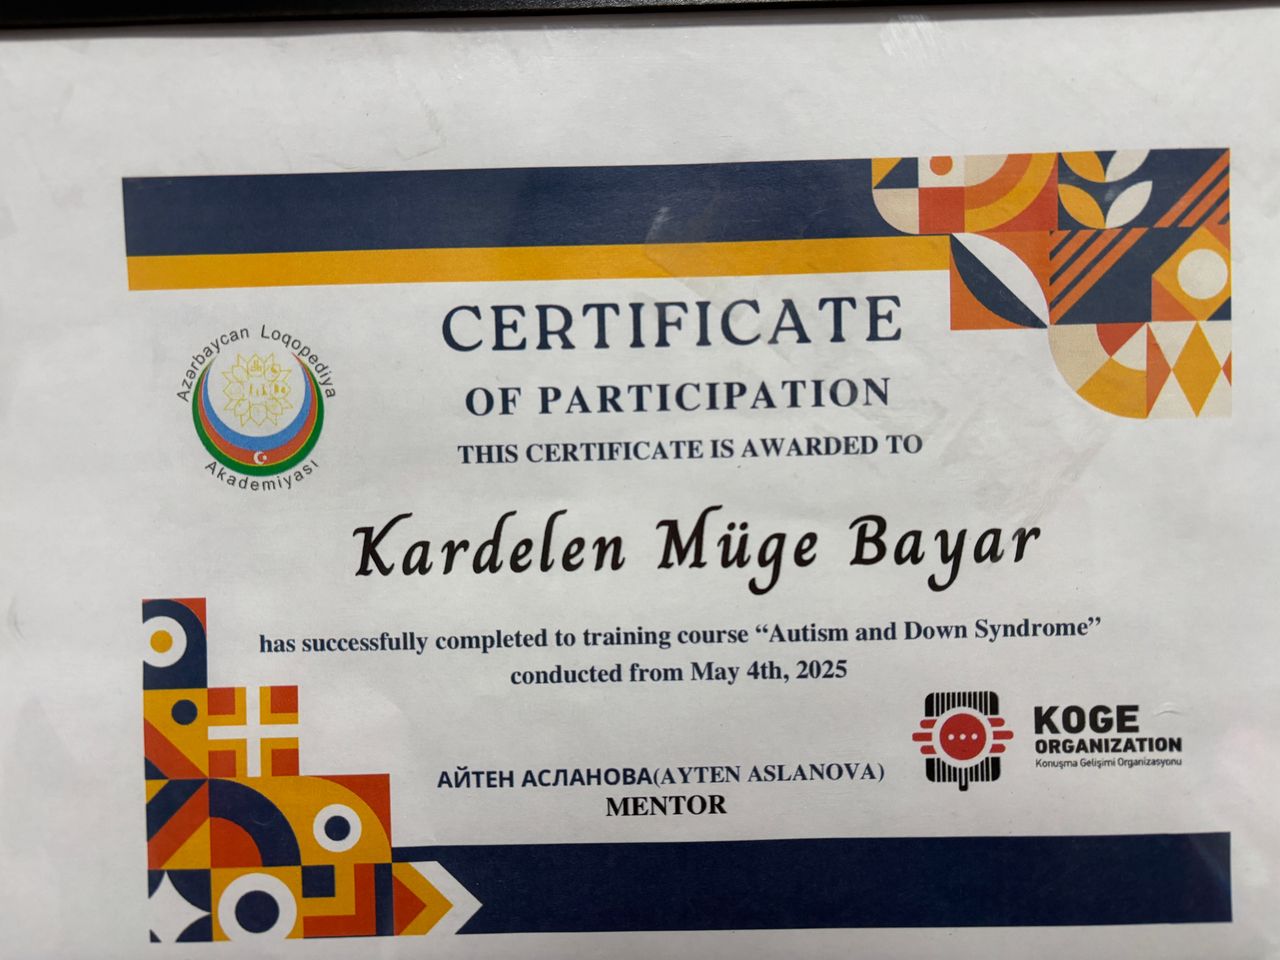 CERTIFICATE
OF PARTICIPATION
THIS CERTIFICATE IS AWARDED TO
Azərbaycan Loqopediya
Akademiyası
Kardelen Müge Bayar
has successfully completed to training course “Autism and Down Syndrome”
conducted from May 4th, 2025
KOGE
ORGANIZATION
Konuşma Gelişimi Organizasyonu
АЙТЕН АСЛАНОВА(AYTEN ASLANOVA)
MENTOR